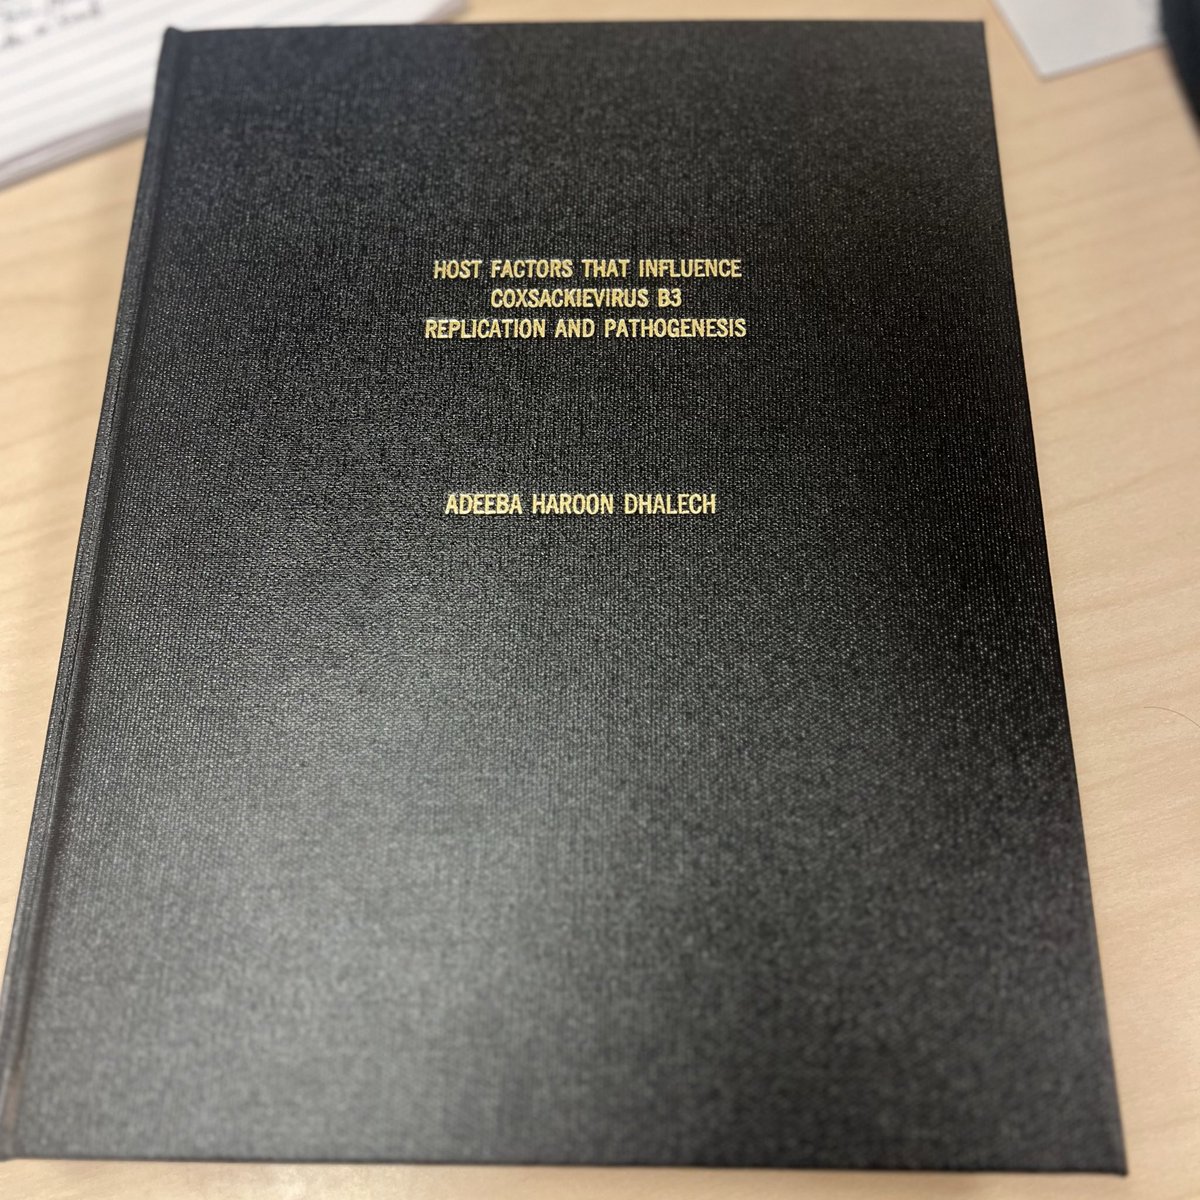 HOST FACTORS THAT INFLUENCE
COXSACKIEVIRUS B3
REPLICATION AND PATHOGENESIS
ADEEBA HAROON DHALECH